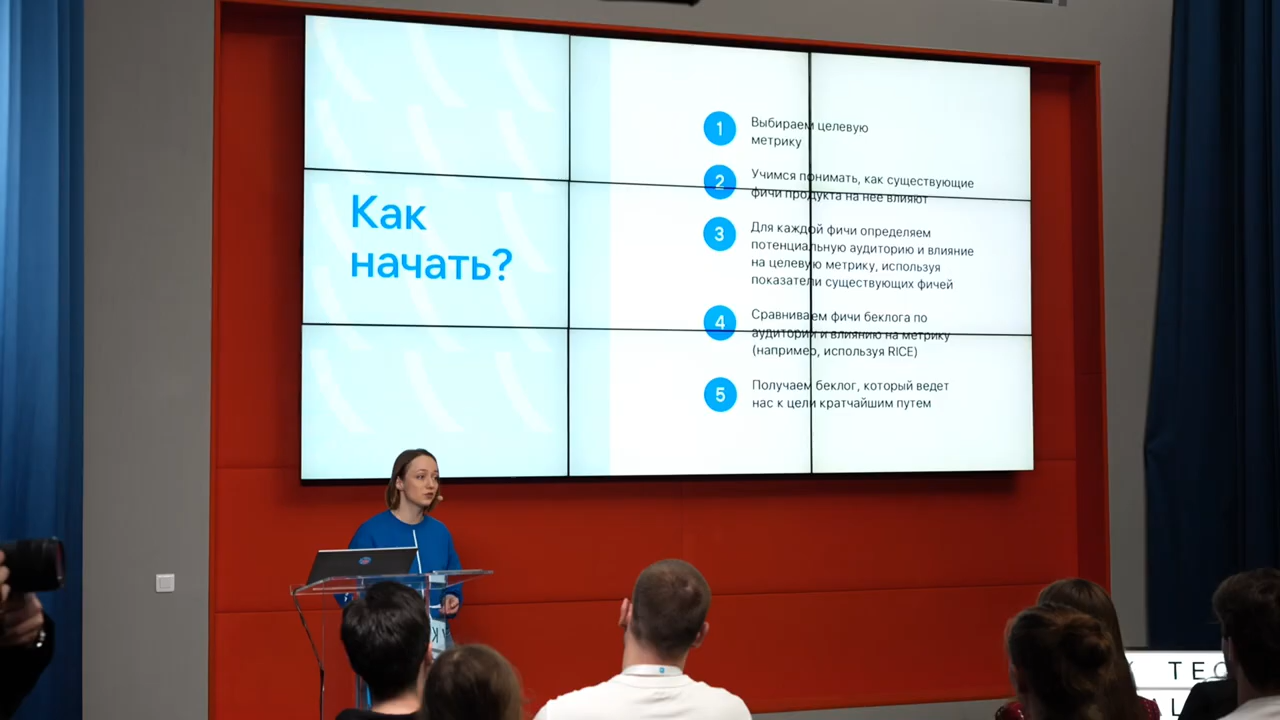 Как
начать?
1
Выбираем целевую
метрику
2
Учимся понимать, как существующие
фичи продукта на нее влияют
3
Для каждой фичи определяем
потенциальную аудиторию и влияние
на целевую метрику, используя
показатели существующих фичей
4
Сравниваем фичи беклога по
аудитории и влиянию на метрику
(например, используя RICE)
5
Получаем беклог, который ведет
нас к цели кратчайшим путем